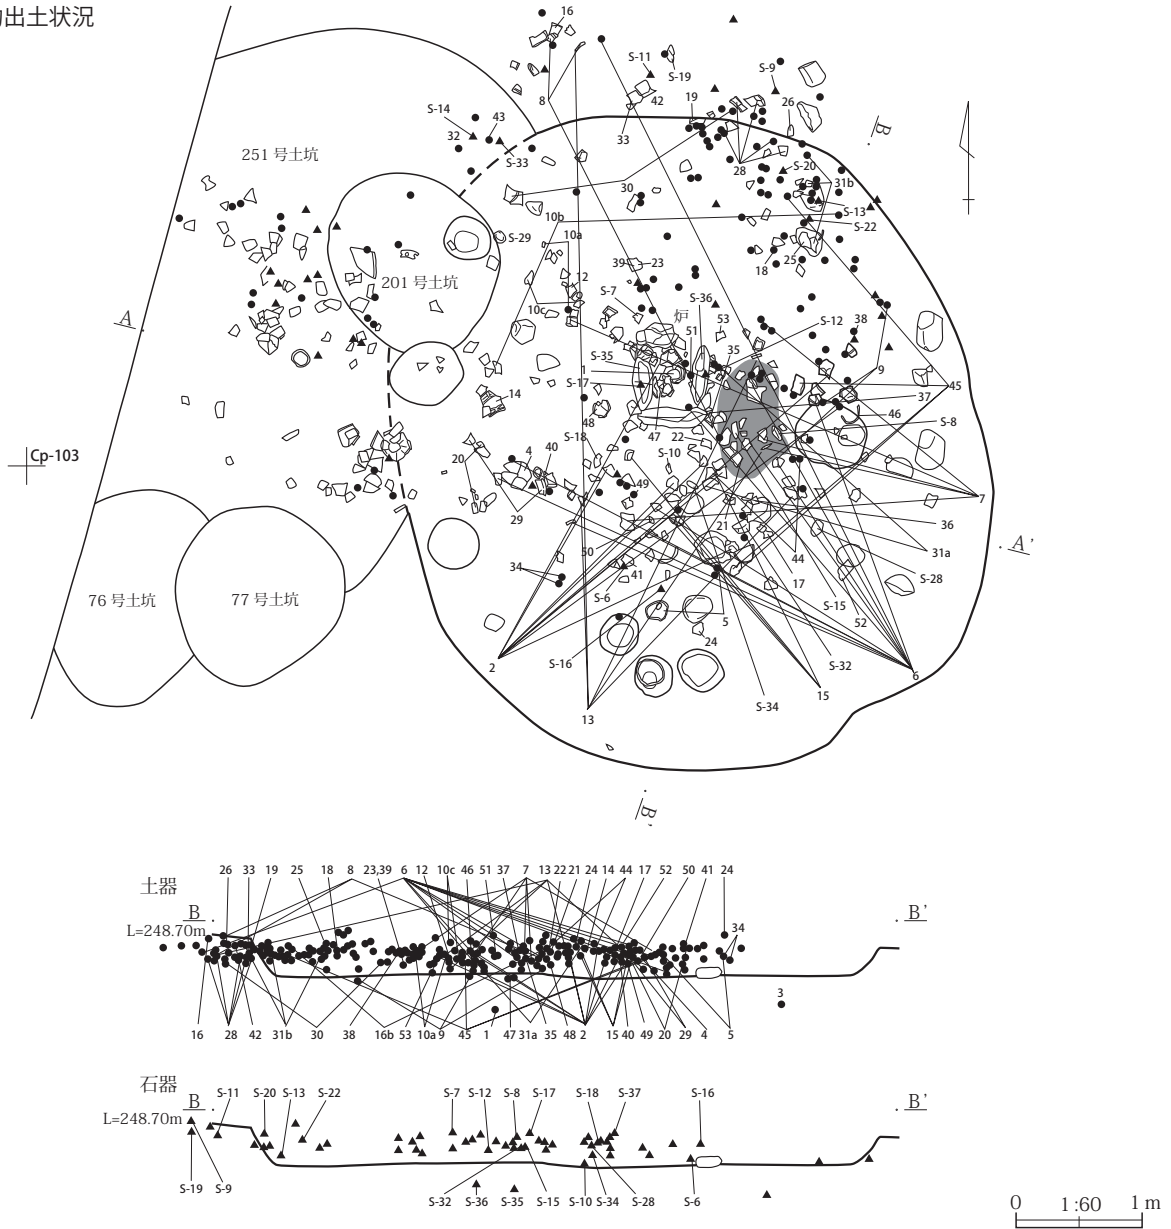 出土状況
16
S-11
S-19
S-9
8
42
19
26
S-14
43
33
B
32
S-33
28
S-20
251 号土坑
31b
30
S-13
10b
S-22
10a
S-29
25
18
39 23
12
201 号土坑
S-7
S-36
10c
炉
53
38
A
51
S-12
35
S-35
1
9
S-17
45
14
37
48
46
47
S-8
22
S-18
Cp-103
4
40
20
S-10
49
7
29
21
36
50
31a
A'
44
34
41
17
S-28
S-6
S-15
76 号土坑
77 号土坑
5
52
24
2
S-16
S-32
6
15
S-34
13
B'
土器
26 33 19 25 18 8 23,39 6 12 10c 46 51 37 7 13 22 21 24 14 44 17 52 50 41 24
B
B'
L=248.70m
34
3
16 28 42 31b 30 38 16b 53 10a 9 45 1 47 31a 35 48 2 15 40 49 20 29 4 5
石器
B
S-11 S-20 S-13 S-22 S-7 S-12 S-8 S-17 S-18 S-37 S-16
B'
L=248.70m
S-19 S-9 S-32 S-36 S-35 S-15 S-10 S-34 S-28 S-6
0 1:60 1 m